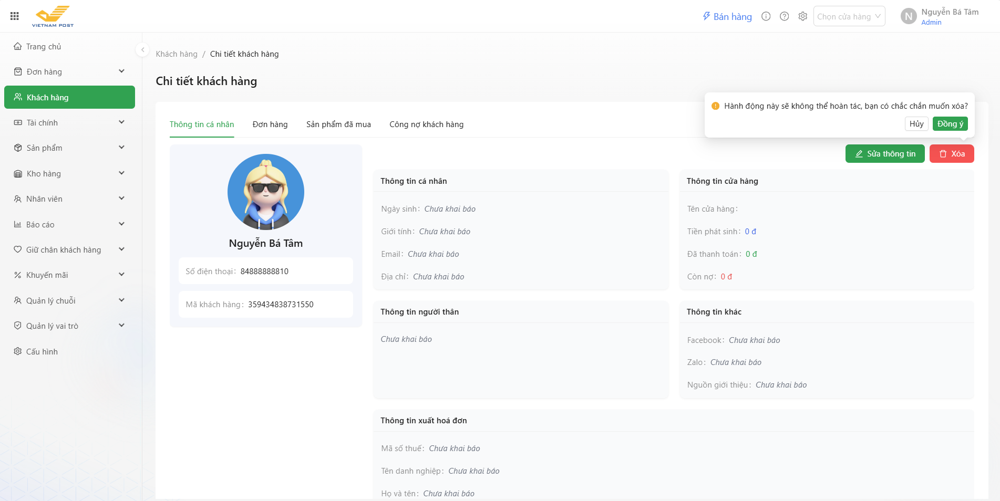 VIETNAM POST
Bán hàng
Chọn cửa hàng
N
Nguyễn Bá Tâm
Admin
Trang chủ
Đơn hàng
Khách hàng
Tài chính
Sản phẩm
Kho hàng
Nhân viên
Báo cáo
Giữ chân khách hàng
Khuyến mãi
Quản lý chuỗi
Quản lý vai trò
Cấu hình
Khách hàng / Chi tiết khách hàng
Chi tiết khách hàng
Hành động này sẽ không thể hoàn tác, bạn có chắc chắn muốn xóa?
Hủy Đồng ý
Thông tin cá nhân Đơn hàng Sản phẩm đã mua Công nợ khách hàng
Sửa thông tin Xóa
Nguyễn Bá Tâm
Số điện thoại: 84888888810
Mã khách hàng: 359434838731550
Thông tin cá nhân
Ngày sinh: Chưa khai báo
Giới tính: Chưa khai báo
Email: Chưa khai báo
Địa chỉ: Chưa khai báo
Thông tin cửa hàng
Tên cửa hàng:
Tiền phát sinh: 0 đ
Đã thanh toán: 0 đ
Còn nợ: 0 đ
Thông tin người thân
Chưa khai báo
Thông tin khác
Facebook: Chưa khai báo
Zalo: Chưa khai báo
Nguồn giới thiệu: Chưa khai báo
Thông tin xuất hoá đơn
Mã số thuế: Chưa khai báo
Tên danh nghiệp: Chưa khai báo
Họ và tên: Chưa khai báo